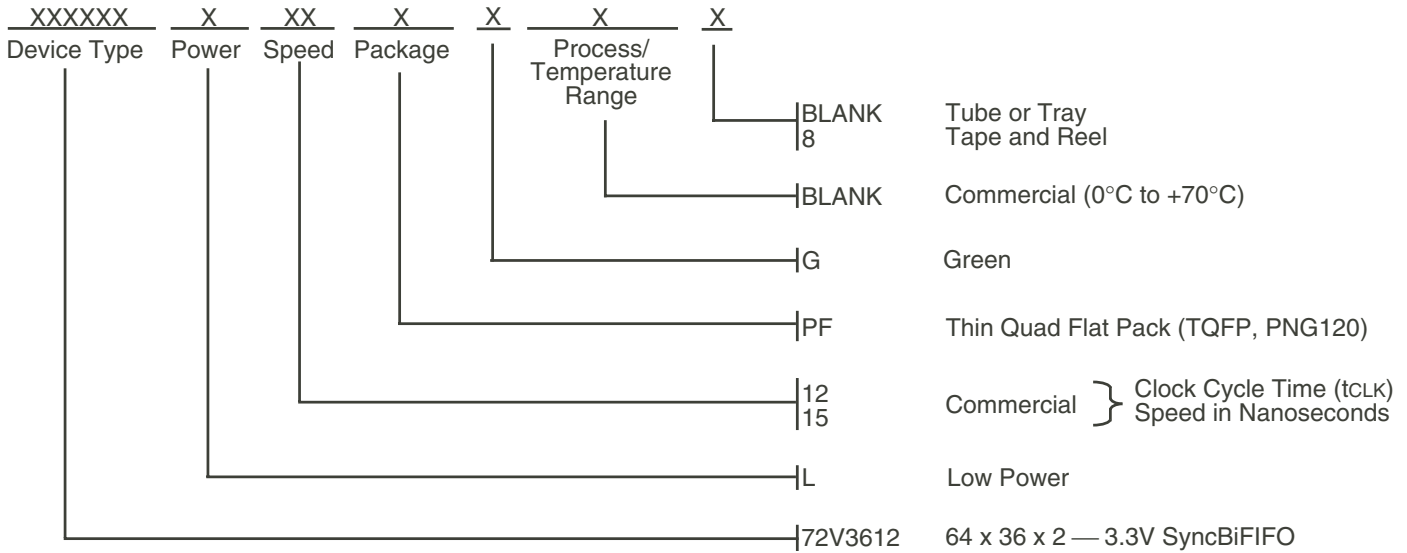 XXXXXX X XX X X X X
Device Type Power Speed Package Process/
Temperature
Range
BLANK Tube or Tray
8 Tape and Reel
BLANK Commercial (0°C to +70°C)
G Green
PF Thin Quad Flat Pack (TQFP, PNG120)
12
15
Commercial } Clock Cycle Time (tCLK)
Speed in Nanoseconds
L Low Power
72V3612 64 x 36 x 2 — 3.3V SyncBiFIFO